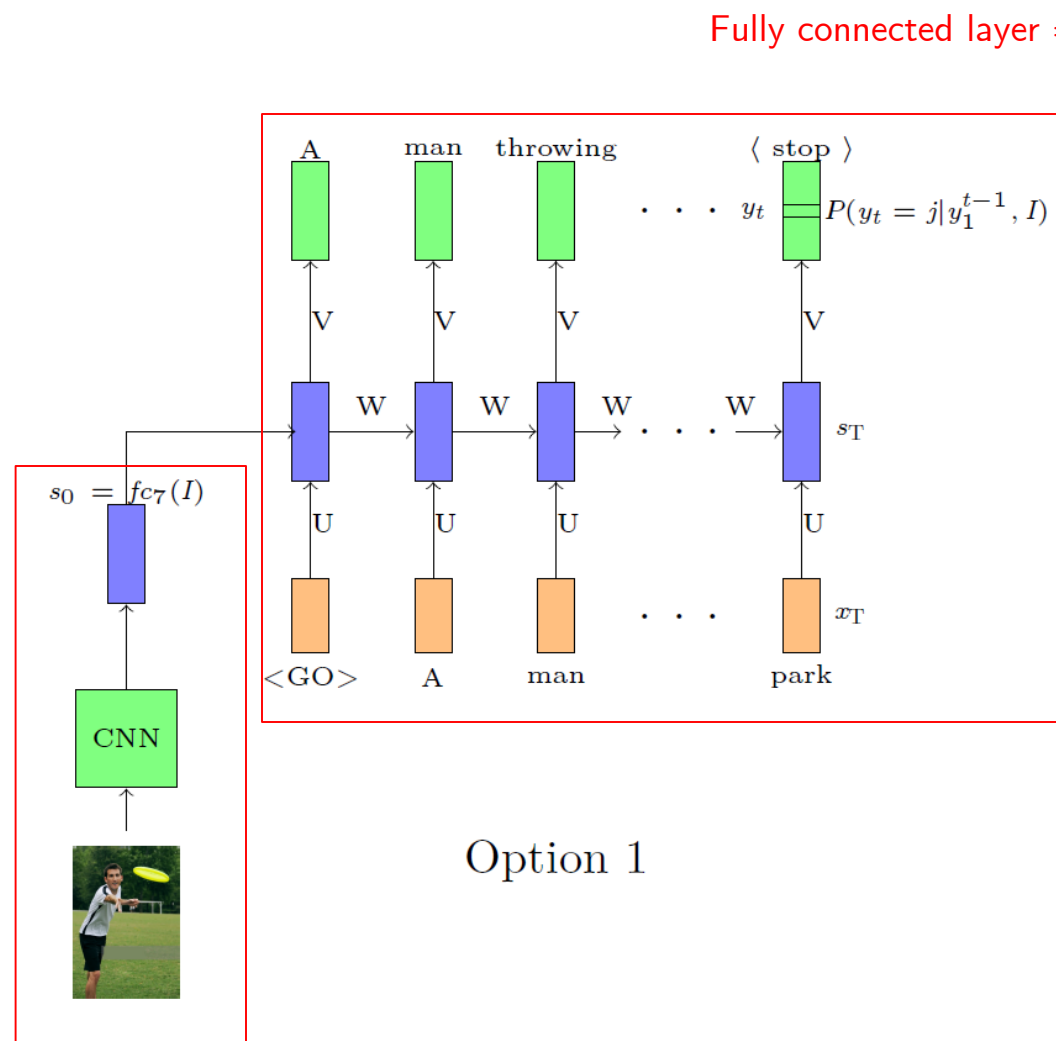 Fully connected layer =
A man throwing ⟨ stop ⟩
· · · y_t P(y_t = j|y_1^{t−1}, I)
V V V V
W W W W
· · · s_T
s_0 = fc_7(I)
U U U U
· · · x_T
<GO> A man park
CNN
Option 1